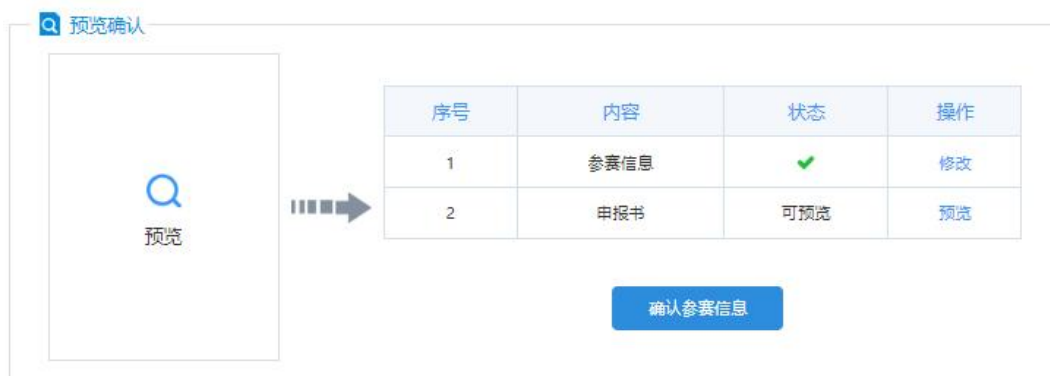 预览确认
预览
序号 内容 状态 操作
1 参赛信息 修改
2 申报书 可预览 预览
确认参赛信息